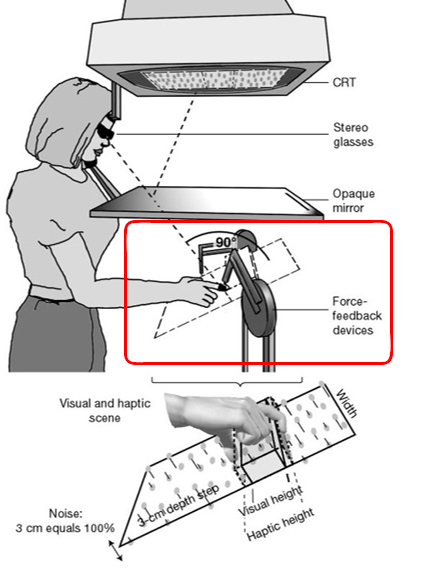 CRT
Stereo
glasses
Opaque
mirror
90°
Force-
feedback
devices
Visual and haptic
scene
Width
3-cm depth step
Visual height
Haptic height
Noise:
3 cm equals 100%